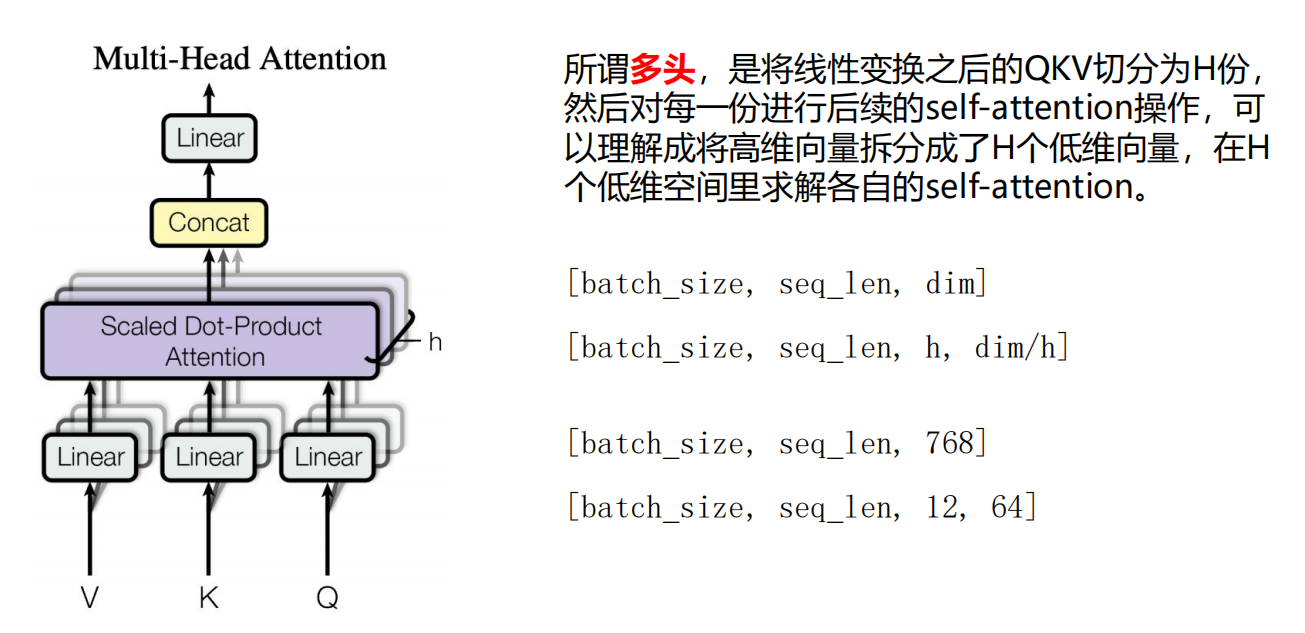 Multi-Head Attention
Linear
Concat
Scaled Dot-Product
Attention
h
Linear
Linear
Linear
V
K
Q
所谓多头，是将线性变换之后的QKV切分为H份，
然后对每一份进行后续的self-attention操作，可
以理解成将高维向量拆分成了H个低维向量，在H
个低维空间里求解各自的self-attention。
[batch_size, seq_len, dim]
[batch_size, seq_len, h, dim/h]
[batch_size, seq_len, 768]
[batch_size, seq_len, 12, 64]